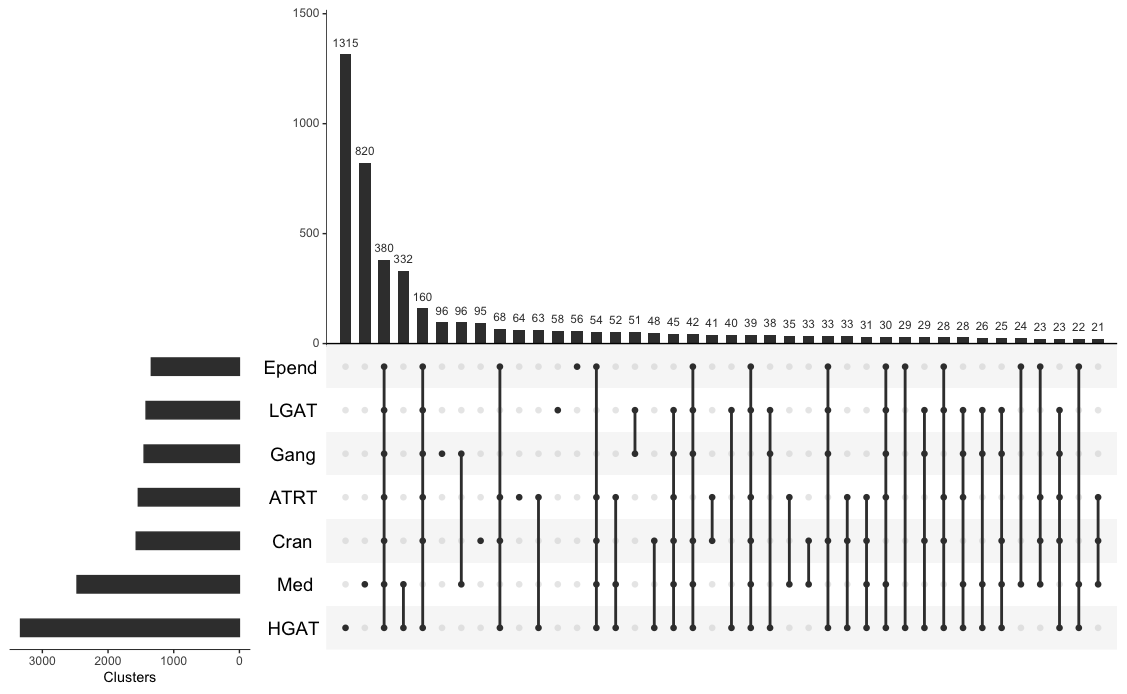 1500
1315
1000
820
500
380 332
160 96 96 95 68 64 63 58 56 54 52 51 48 45 42 41 40 39 38 35 33 33 33 31 30 29 29 28 28 26 25 24 23 23 22 21
0
Epend
LGAT
Gang
ATRT
Cran
Med
HGAT
3000 2000 1000 0
Clusters